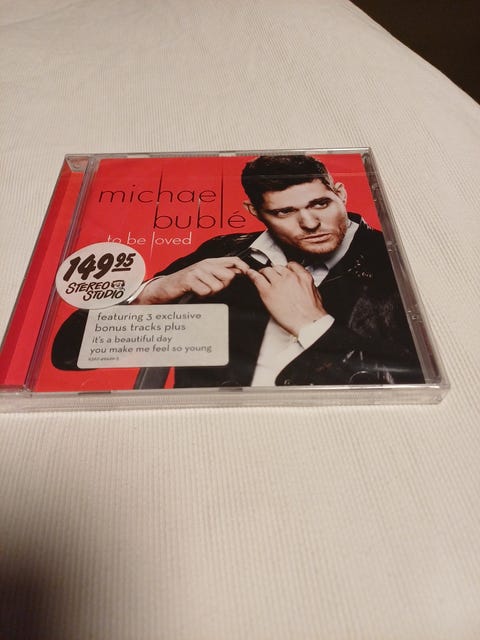 michael
bublé
to be loved
149 95
STEREO
STUDIO
featuring 3 exclusive
bonus tracks plus
it's a beautiful day
you make me feel so young